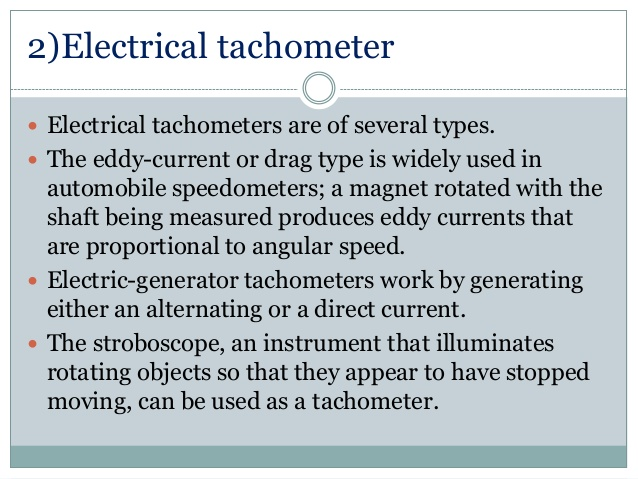 2)Electrical tachometer
• Electrical tachometers are of several types.
• The eddy-current or drag type is widely used in
automobile speedometers; a magnet rotated with the
shaft being measured produces eddy currents that
are proportional to angular speed.
• Electric-generator tachometers work by generating
either an alternating or a direct current.
• The stroboscope, an instrument that illuminates
rotating objects so that they appear to have stopped
moving, can be used as a tachometer.